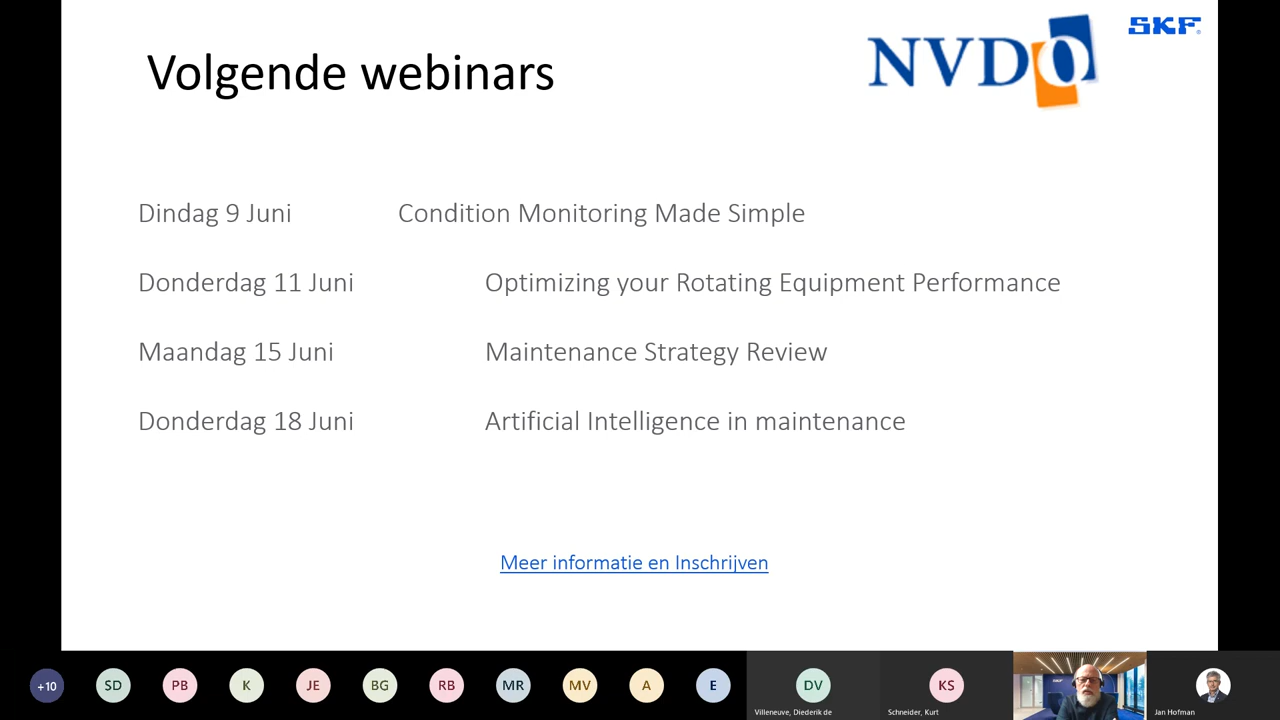 Volgende webinars
NVDO
SKF
Dindag 9 Juni Condition Monitoring Made Simple
Donderdag 11 Juni Optimizing your Rotating Equipment Performance
Maandag 15 Juni Maintenance Strategy Review
Donderdag 18 Juni Artificial Intelligence in maintenance
Meer informatie en Inschrijven
+10 SD PB K JE BG RB MR MV A E DV KS
Villeneuve, Diederik de Schneider, Kurt Jan Hofman